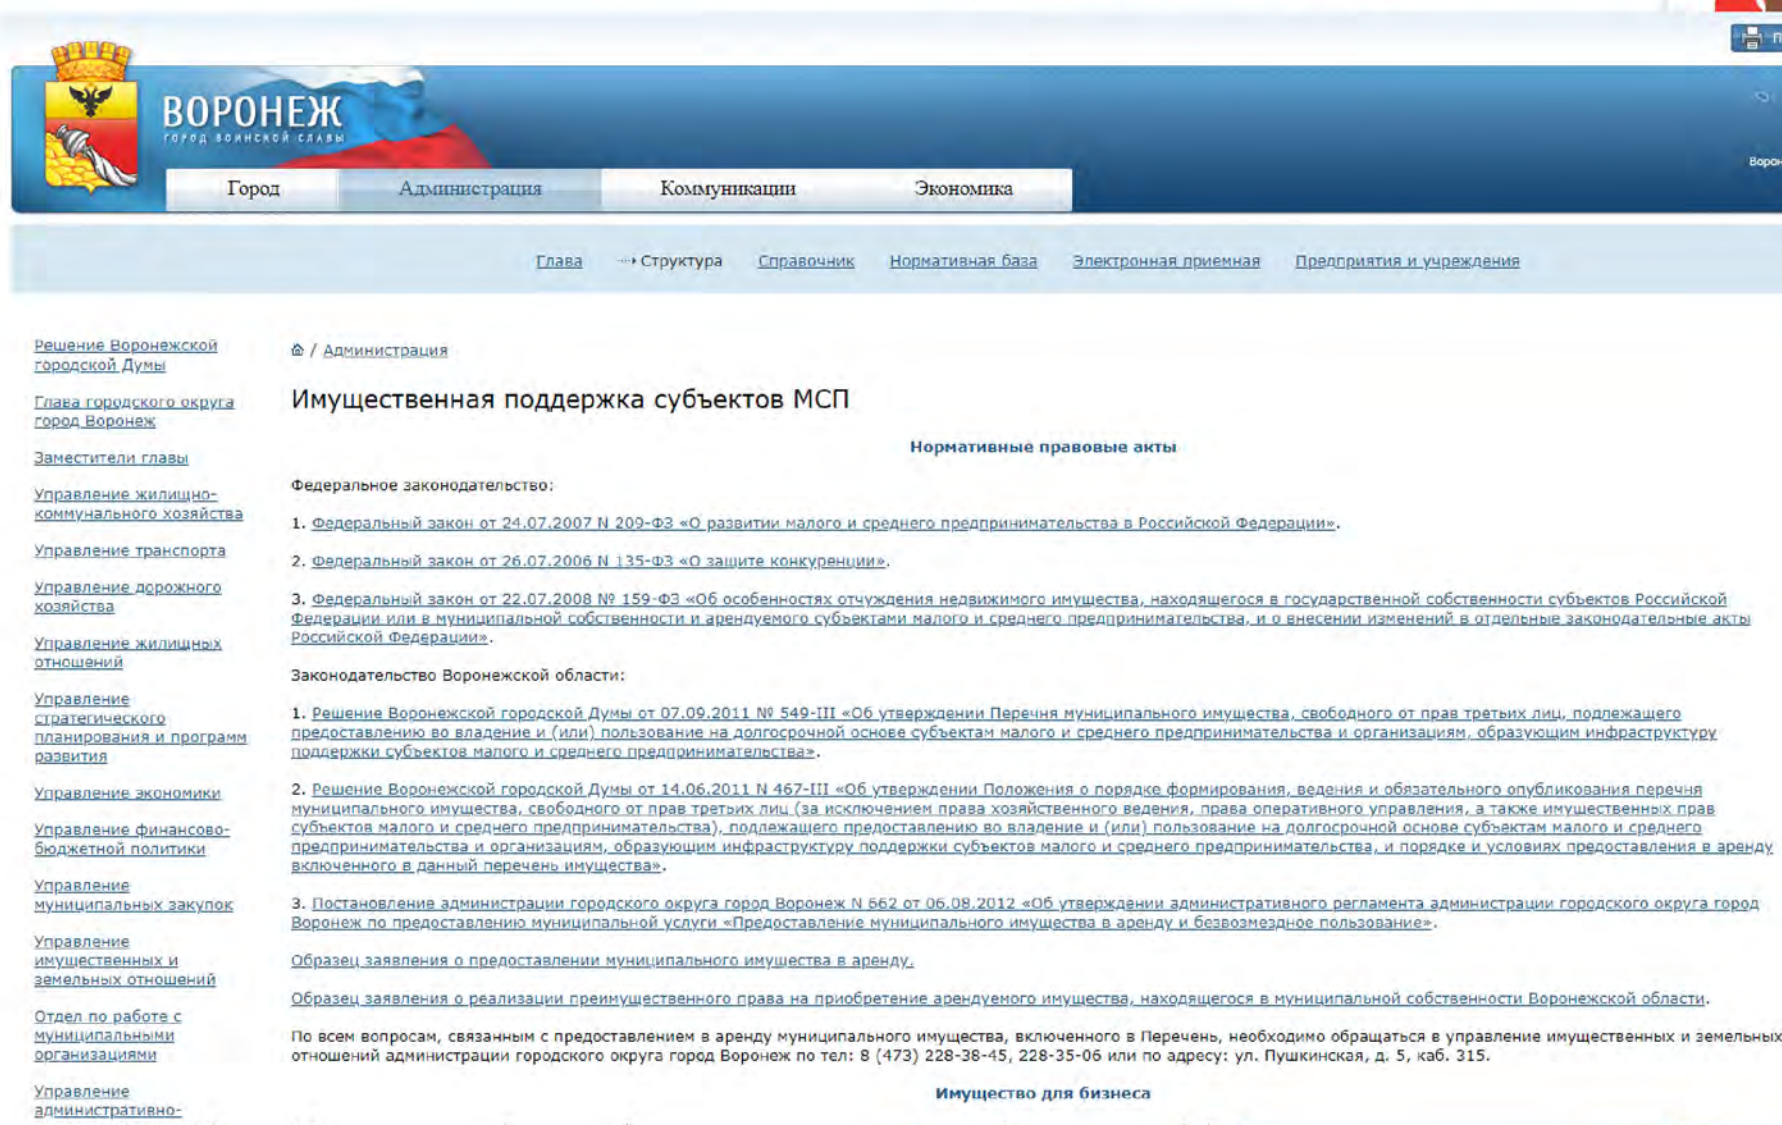 ВОРОНЕЖ
ГОРОД ВОИНСКОЙ СЛАВЫ
Город Администрация Коммуникации Экономика
Глава Структура Справочник Нормативная база Электронная приемная Предприятия и учреждения
Решение Воронежской
городской Думы
Глава городского округа
город Воронеж
Заместители главы
Управление жилищно-
коммунального хозяйства
Управление транспорта
Управление дорожного
хозяйства
Управление жилищных
отношений
Управление
стратегического
планирования и программ
развития
Управление экономики
Управление финансово-
бюджетной политики
Управление
муниципальных закупок
Управление
имущественных и
земельных отношений
Отдел по работе с
муниципальными
организациями
Управление
административно-
/ Администрация
Имущественная поддержка субъектов МСП
Нормативные правовые акты
Федеральное законодательство:
1. Федеральный закон от 24.07.2007 N 209-ФЗ «О развитии малого и среднего предпринимательства в Российской Федерации».
2. Федеральный закон от 26.07.2006 N 135-ФЗ «О защите конкуренции».
3. Федеральный закон от 22.07.2008 № 159-ФЗ «Об особенностях отчуждения недвижимого имущества, находящегося в государственной собственности субъектов Российской
Федерации или в муниципальной собственности и арендуемого субъектами малого и среднего предпринимательства, и о внесении изменений в отдельные законодательные акты
Российской Федерации».
Законодательство Воронежской области:
1. Решение Воронежской городской Думы от 07.09.2011 № 549-III «Об утверждении Перечня муниципального имущества, свободного от прав третьих лиц, подлежащего
предоставлению во владение и (или) пользование на долгосрочной основе субъектам малого и среднего предпринимательства и организациям, образующим инфраструктуру
поддержки субъектов малого и среднего предпринимательства».
2. Решение Воронежской городской Думы от 14.06.2011 N 467-III «Об утверждении Положения о порядке формирования, ведения и обязательного опубликования перечня
муниципального имущества, свободного от прав третьих лиц (за исключением права хозяйственного ведения, права оперативного управления, а также имущественных прав
субъектов малого и среднего предпринимательства), подлежащего предоставлению во владение и (или) пользование на долгосрочной основе субъектам малого и среднего
предпринимательства и организациям, образующим инфраструктуру поддержки субъектов малого и среднего предпринимательства, и порядке и условиях предоставления в аренду
включенного в данный перечень имущества».
3. Постановление администрации городского округа город Воронеж N 662 от 06.08.2012 «Об утверждении административного регламента администрации городского округа город
Воронеж по предоставлению муниципальной услуги «Предоставление муниципального имущества в аренду и безвозмездное пользование».
Образец заявления о предоставлении муниципального имущества в аренду.
Образец заявления о реализации преимущественного права на приобретение арендуемого имущества, находящегося в муниципальной собственности Воронежской области.
По всем вопросам, связанным с предоставлением в аренду муниципального имущества, включенного в Перечень, необходимо обращаться в управление имущественных и земельных
отношений администрации городского округа город Воронеж по тел: 8 (473) 228-38-45, 228-35-06 или по адресу: ул. Пушкинская, д. 5, каб. 315.
Имущество для бизнеса